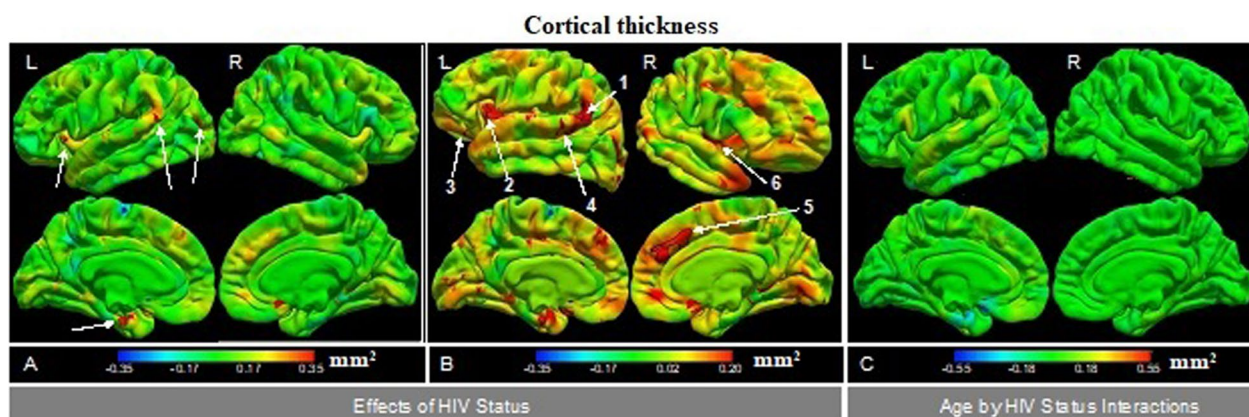 Cortical thickness
L R
L R 1
L R
3 2 4 6
5
A -0.35 -0.17 0.17 0.35 mm²
B -0.35 -0.17 0.02 0.20 mm²
C -0.55 -0.18 0.18 0.55 mm²
Effects of HIV Status
Age by HIV Status Interactions